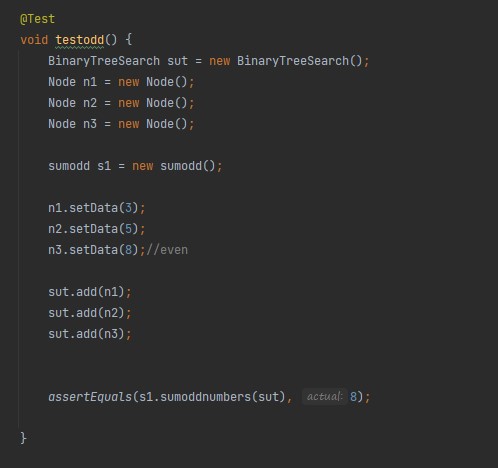 @Test
void testodd() {
BinaryTreeSearch sut = new BinaryTreeSearch();
Node n1 = new Node();
Node n2 = new Node();
Node n3 = new Node();
sumodd s1 = new sumodd();
n1.setData(3);
n2.setData(5);
n3.setData(8);//even
sut.add(n1);
sut.add(n2);
sut.add(n3);
assertEquals(s1.sumoddnumbers(sut), actual: 8);
}